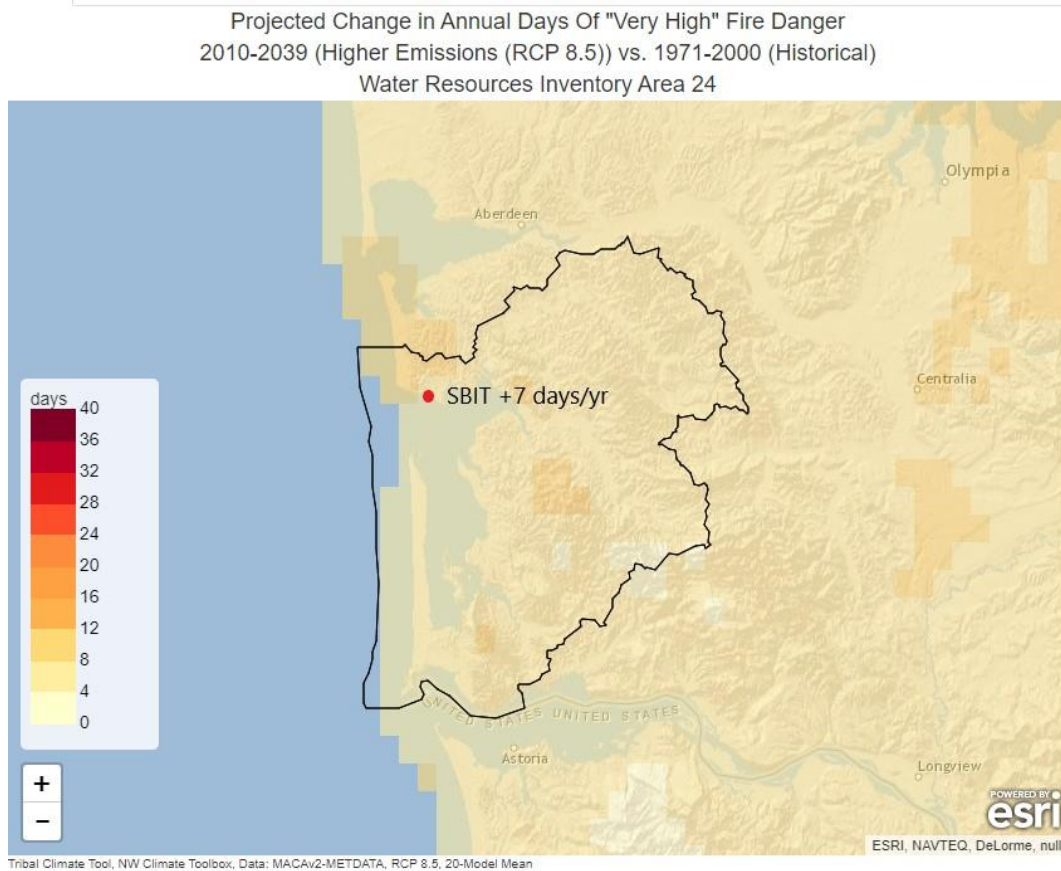 Projected Change in Annual Days Of "Very High" Fire Danger
2010-2039 (Higher Emissions (RCP 8.5)) vs. 1971-2000 (Historical)
Water Resources Inventory Area 24
Olympia
Aberdeen
Centralia
SBIT +7 days/yr
days
40
36
32
28
24
20
16
12
8
4
0
UNITED STATES UNITED STATES
Astoria
Longview
+
−
POWERED BY
esri
ESRI, NAVTEQ, DeLorme, null
Tribal Climate Tool, NW Climate Toolbox, Data: MACAv2-METDATA, RCP 8.5, 20-Model Mean